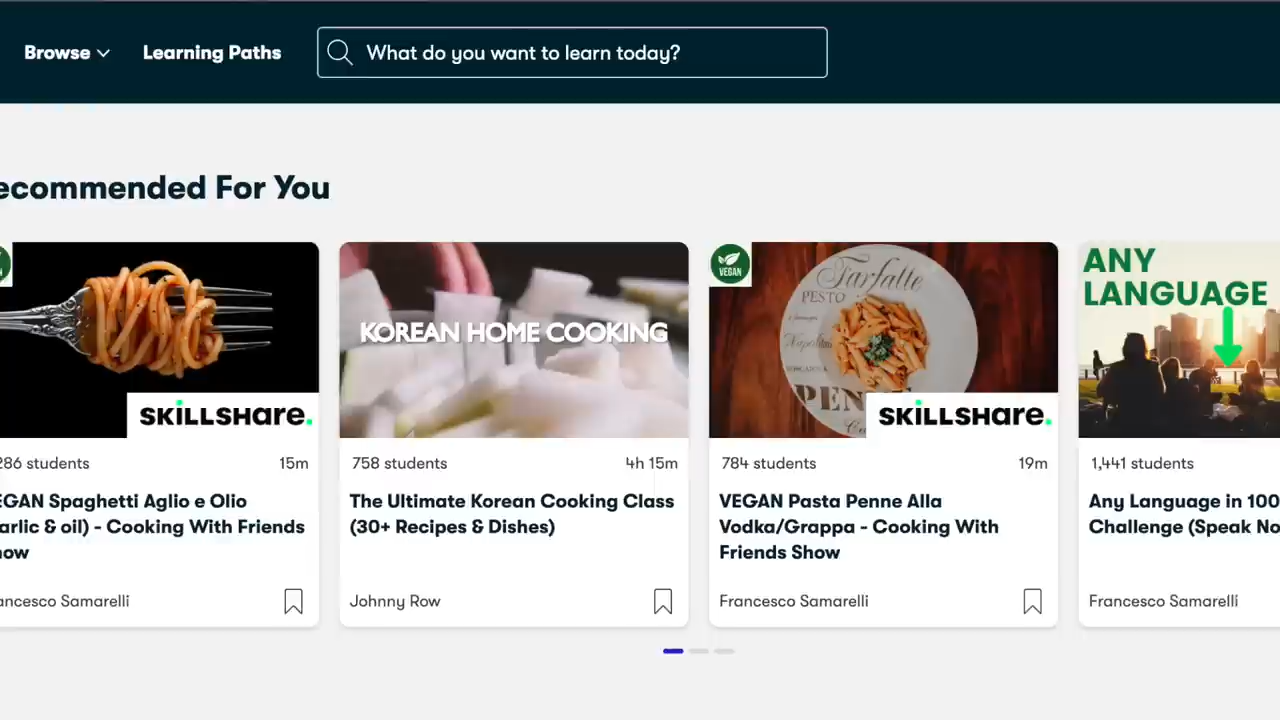 Browse
Learning Paths
What do you want to learn today?
ecommended For You
SKILLSHARE.
286 students
15m
EGAN Spaghetti Aglio e Olio
arlic & oil) - Cooking With Friends
how
ancesco Samarelli
KOREAN HOME COOKING
758 students
4h 15m
The Ultimate Korean Cooking Class
(30+ Recipes & Dishes)
Johnny Row
VEGAN
Farfalle
PESTO
PEN
SKILLSHARE.
784 students
19m
VEGAN Pasta Penne Alla
Vodka/Grappa - Cooking With
Friends Show
Francesco Samarelli
ANY
LANGUAGE
1,441 students
Any Language in 100
Challenge (Speak No
Francesco Samarelli